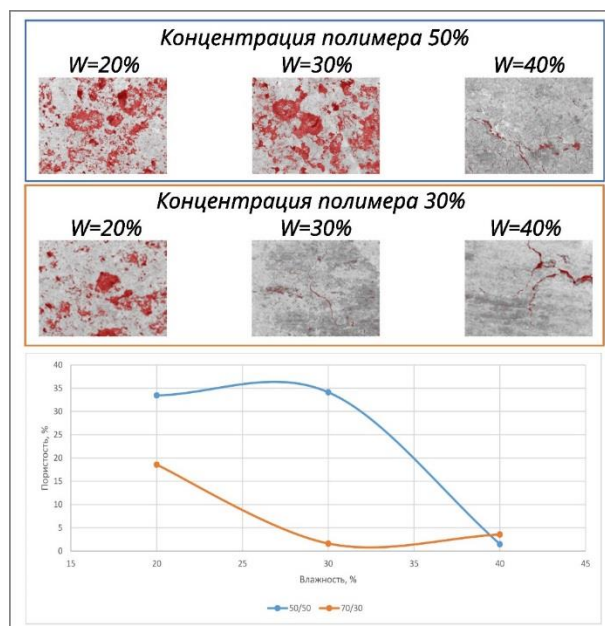 Концентрация полимера 50%
W=20% W=30% W=40%
Концентрация полимера 30%
W=20% W=30% W=40%
40
35
30
25
20
15
10
5
0
Пористость, %
15 20 25 30 35 40 45
Влажность, %
50/50 70/30